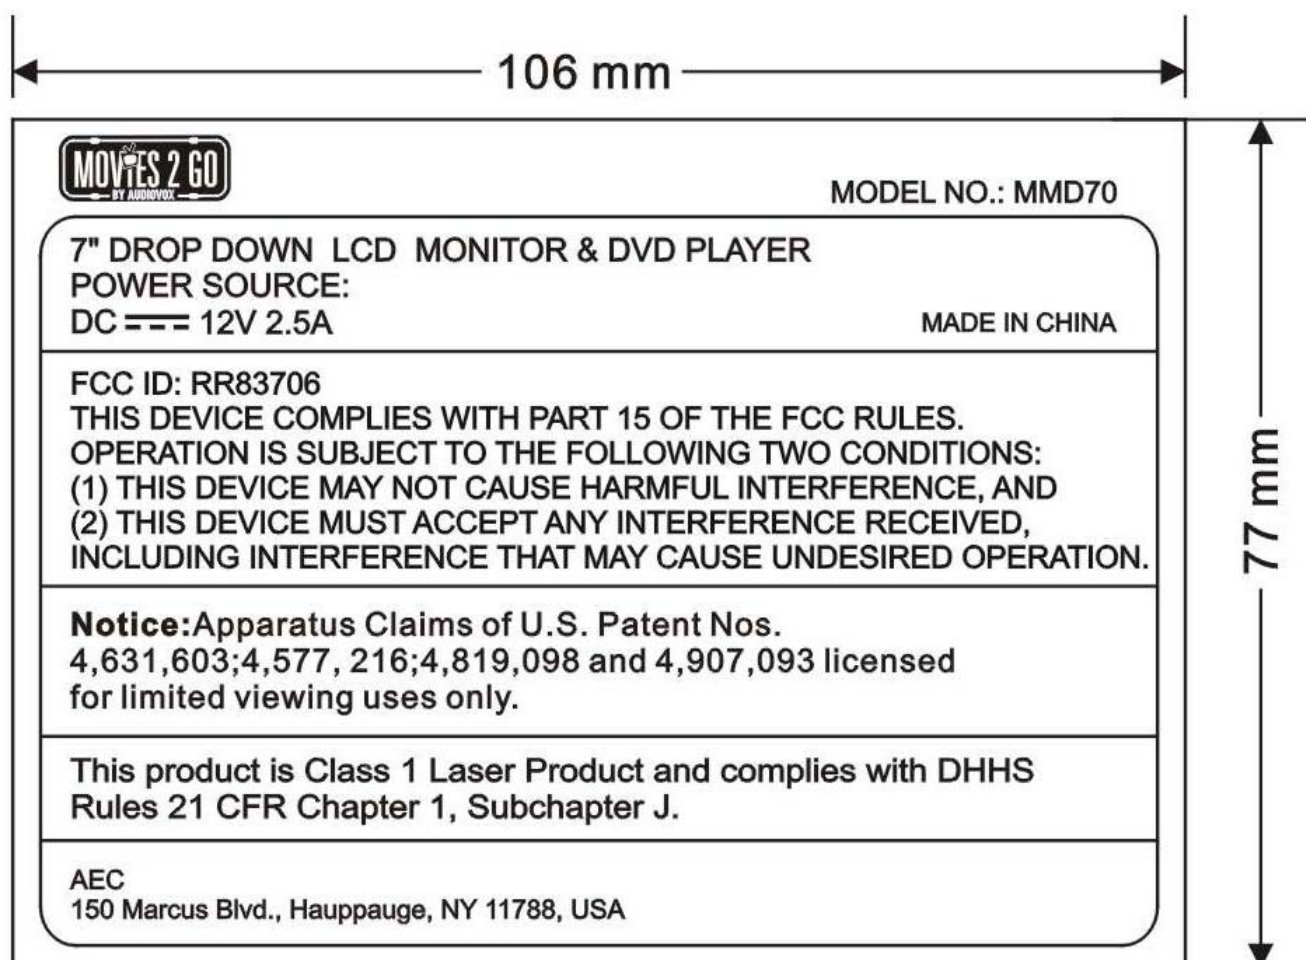 106 mm
MOVIES 2 GO
BY AUDIOVOX
MODEL NO.: MMD70
7" DROP DOWN LCD MONITOR & DVD PLAYER
POWER SOURCE:
DC 12V 2.5A
MADE IN CHINA
FCC ID: RR83706
THIS DEVICE COMPLIES WITH PART 15 OF THE FCC RULES.
OPERATION IS SUBJECT TO THE FOLLOWING TWO CONDITIONS:
(1) THIS DEVICE MAY NOT CAUSE HARMFUL INTERFERENCE, AND
(2) THIS DEVICE MUST ACCEPT ANY INTERFERENCE RECEIVED,
INCLUDING INTERFERENCE THAT MAY CAUSE UNDESIRED OPERATION.
Notice:Apparatus Claims of U.S. Patent Nos.
4,631,603;4,577, 216;4,819,098 and 4,907,093 licensed
for limited viewing uses only.
This product is Class 1 Laser Product and complies with DHHS
Rules 21 CFR Chapter 1, Subchapter J.
AEC
150 Marcus Blvd., Hauppauge, NY 11788, USA
77 mm